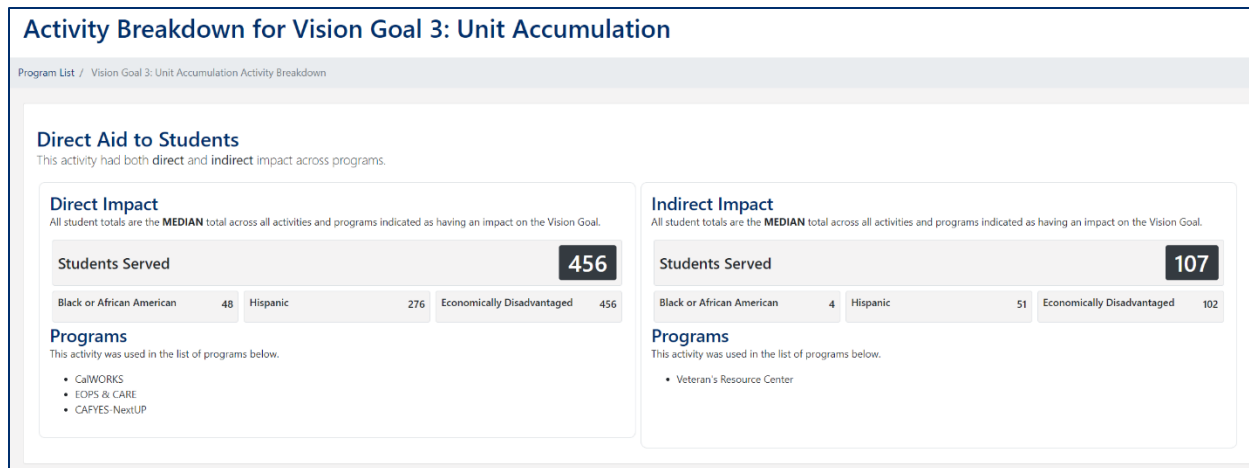 Activity Breakdown for Vision Goal 3: Unit Accumulation
Program List / Vision Goal 3: Unit Accumulation Activity Breakdown
Direct Aid to Students
This activity had both direct and indirect impact across programs.
Direct Impact
All student totals are the MEDIAN total across all activities and programs indicated as having an impact on the Vision Goal.
Students Served 456
Black or African American 48 Hispanic 276 Economically Disadvantaged 456
Programs
This activity was used in the list of programs below.
• CalWORKS
• EOPS & CARE
• CAFYES-NextUP
Indirect Impact
All student totals are the MEDIAN total across all activities and programs indicated as having an impact on the Vision Goal.
Students Served 107
Black or African American 4 Hispanic 51 Economically Disadvantaged 102
Programs
This activity was used in the list of programs below.
• Veteran's Resource Center